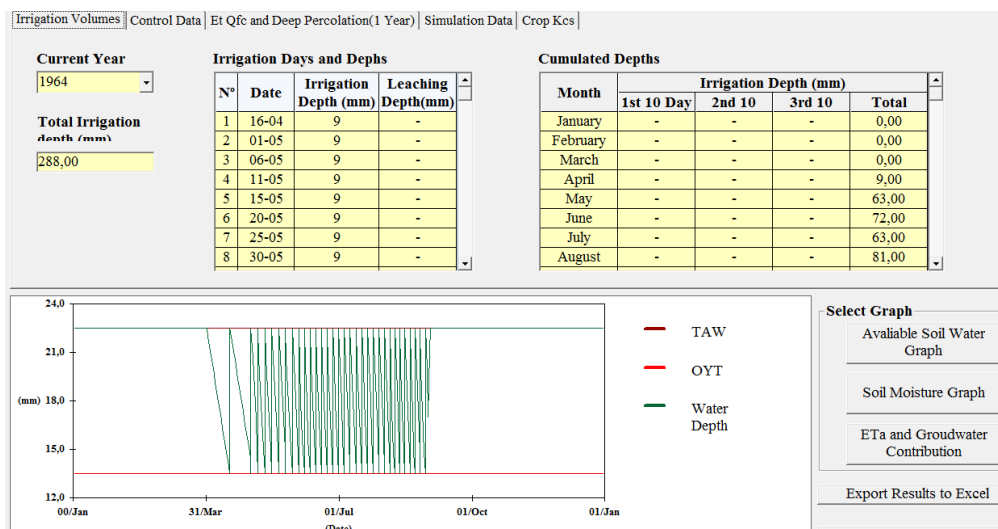 Irrigation Volumes Control Data Et Qfc and Deep Percolation(1 Year) Simulation Data Crop Kcs
Current Year
1964
Total Irrigation
depth (mm)
288,00
Irrigation Days and Dephs
Nº Date Irrigation Depth (mm) Leaching Depth(mm)
1 16-04 9 -
2 01-05 9 -
3 06-05 9 -
4 11-05 9 -
5 15-05 9 -
6 20-05 9 -
7 25-05 9 -
8 30-05 9 -
Cumulated Depths
Month Irrigation Depth (mm)
1st 10 Day 2nd 10 3rd 10 Total
January - - - 0,00
February - - - 0,00
March - - - 0,00
April - - - 9,00
May - - - 63,00
June - - - 72,00
July - - - 63,00
August - - - 81,00
24,0
21,0
(mm) 18,0
15,0
12,0
00/Jan 31/Mar 01/Jul 01/Oct 01/Jan
(Date)
TAW
OYT
Water
Depth
Select Graph
Avaliable Soil Water
Graph
Soil Moisture Graph
ETa and Groudwater
Contribution
Export Results to Excel